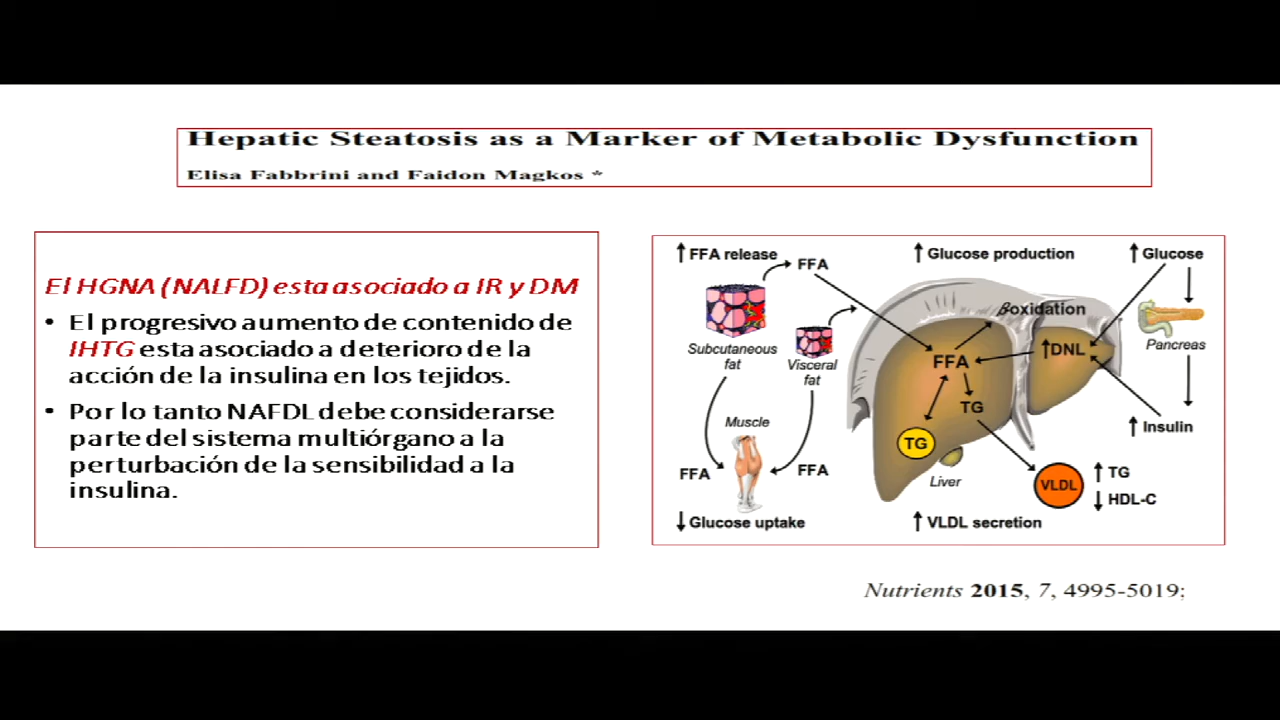 Hepatic Steatosis as a Marker of Metabolic Dysfunction
Elisa Fabbrini and Faidon Magkos *
El HGNA (NALFD) esta asociado a IR y DM
• El progresivo aumento de contenido de
IHTG esta asociado a deterioro de la
acción de la insulina en los tejidos.
• Por lo tanto NAFDL debe considerarse
parte del sistema multiórgano a la
perturbación de la sensibilidad a la
insulina.
↑ FFA release
FFA
↑ Glucose production
↑ Glucose
βoxidation
Subcutaneous
fat
Visceral
fat
FFA
↑DNL
Pancreas
TG
Muscle
TG
↑ Insulin
FFA
FFA
Liver
VLDL
↑ TG
↓ HDL-C
↓ Glucose uptake
↑ VLDL secretion
Nutrients 2015, 7, 4995-5019;